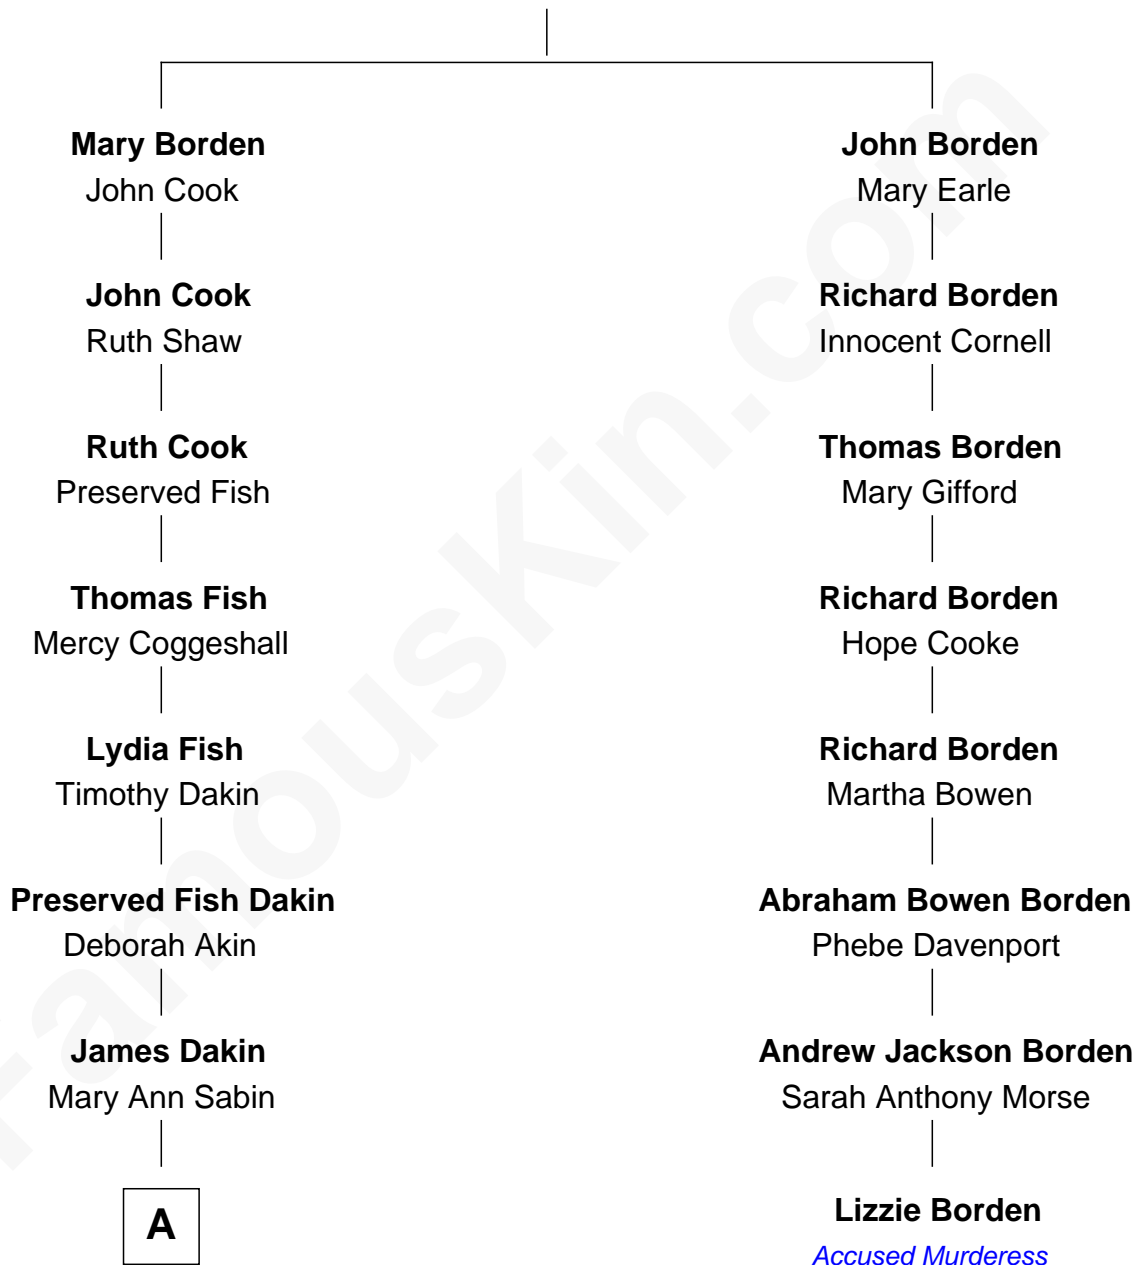 Mary Borden
John Cook
John Cook
Ruth Shaw
Ruth Cook
Preserved Fish
Thomas Fish
Mercy Coggeshall
Lydia Fish
Timothy Dakin
Preserved Fish Dakin
Deborah Akin
James Dakin
Mary Ann Sabin
A
John Borden
Mary Earle
Richard Borden
Innocent Cornell
Thomas Borden
Mary Gifford
Richard Borden
Hope Cooke
Richard Borden
Martha Bowen
Abraham Bowen Borden
Phebe Davenport
Andrew Jackson Borden
Sarah Anthony Morse
Lizzie Borden
Accused Murderess
FamousKin.com